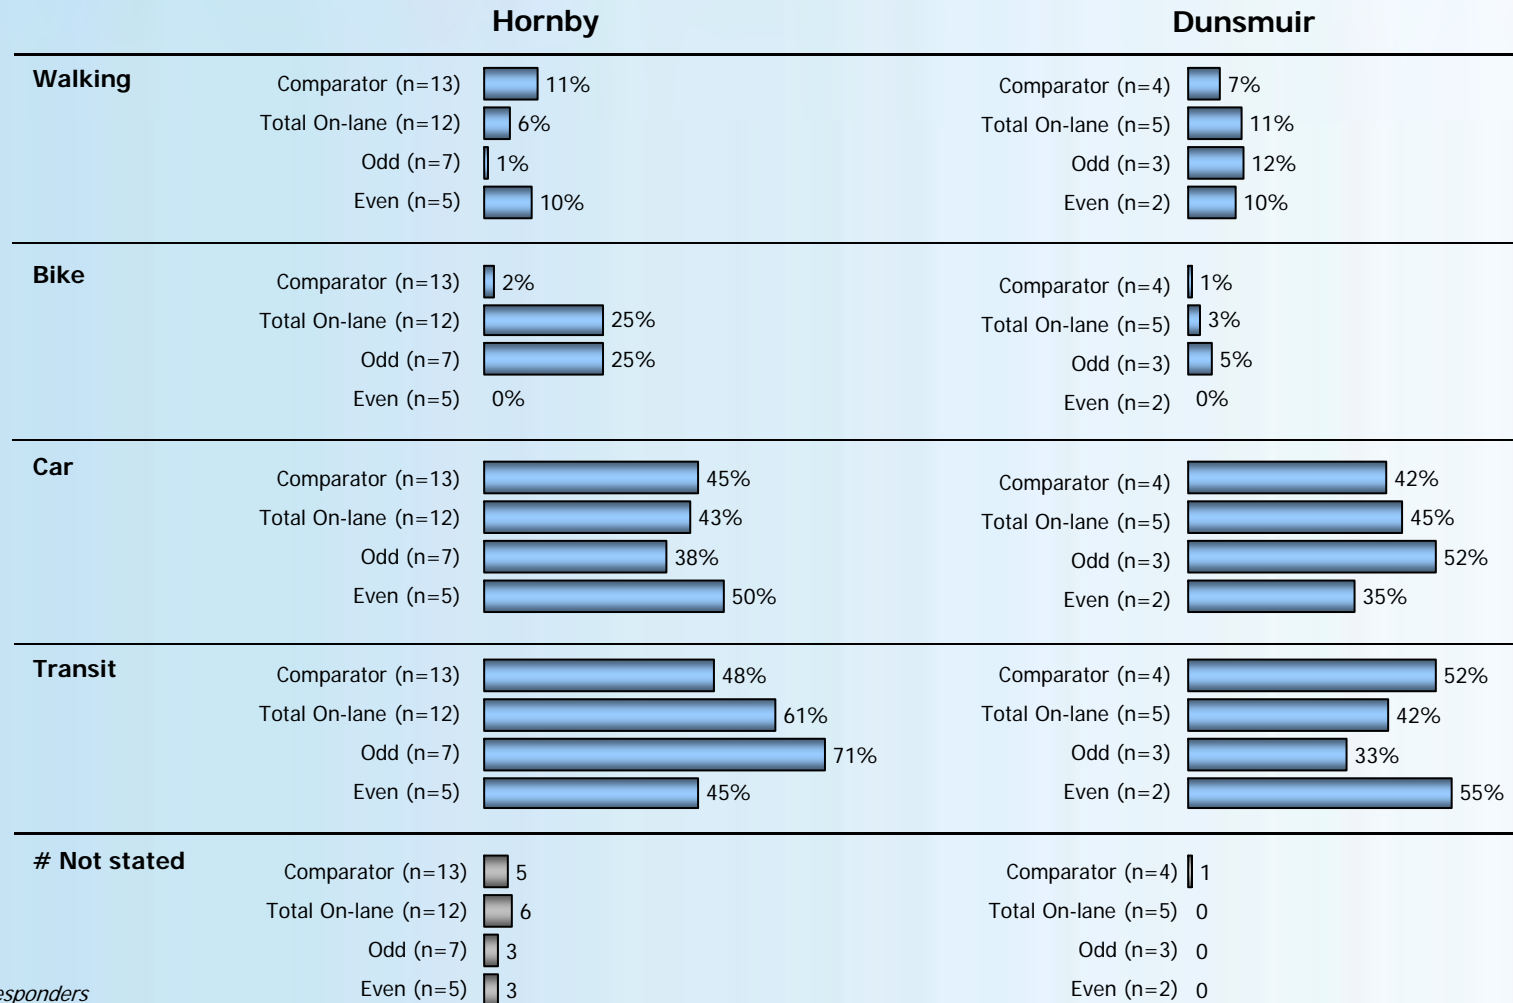 Hornby Dunsmuir
Walking
Comparator (n=13) 11% Comparator (n=4) 7%
Total On-lane (n=12) 6% Total On-lane (n=5) 11%
Odd (n=7) 1% Odd (n=3) 12%
Even (n=5) 10% Even (n=2) 10%
Bike
Comparator (n=13) 2% Comparator (n=4) 1%
Total On-lane (n=12) 25% Total On-lane (n=5) 3%
Odd (n=7) 25% Odd (n=3) 5%
Even (n=5) 0% Even (n=2) 0%
Car
Comparator (n=13) 45% Comparator (n=4) 42%
Total On-lane (n=12) 43% Total On-lane (n=5) 45%
Odd (n=7) 38% Odd (n=3) 52%
Even (n=5) 50% Even (n=2) 35%
Transit
Comparator (n=13) 48% Comparator (n=4) 52%
Total On-lane (n=12) 61% Total On-lane (n=5) 42%
Odd (n=7) 71% Odd (n=3) 33%
Even (n=5) 45% Even (n=2) 55%
# Not stated
Comparator (n=13) 5 Comparator (n=4) 1
Total On-lane (n=12) 6 Total On-lane (n=5) 0
Odd (n=7) 3 Odd (n=3) 0
Even (n=5) 3 Even (n=2) 0